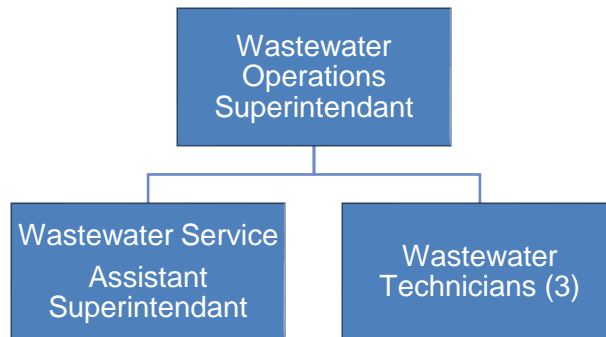 Wastewater
Operations
Superintendant
Wastewater Service
Assistant
Superintendant
Wastewater
Technicians (3)